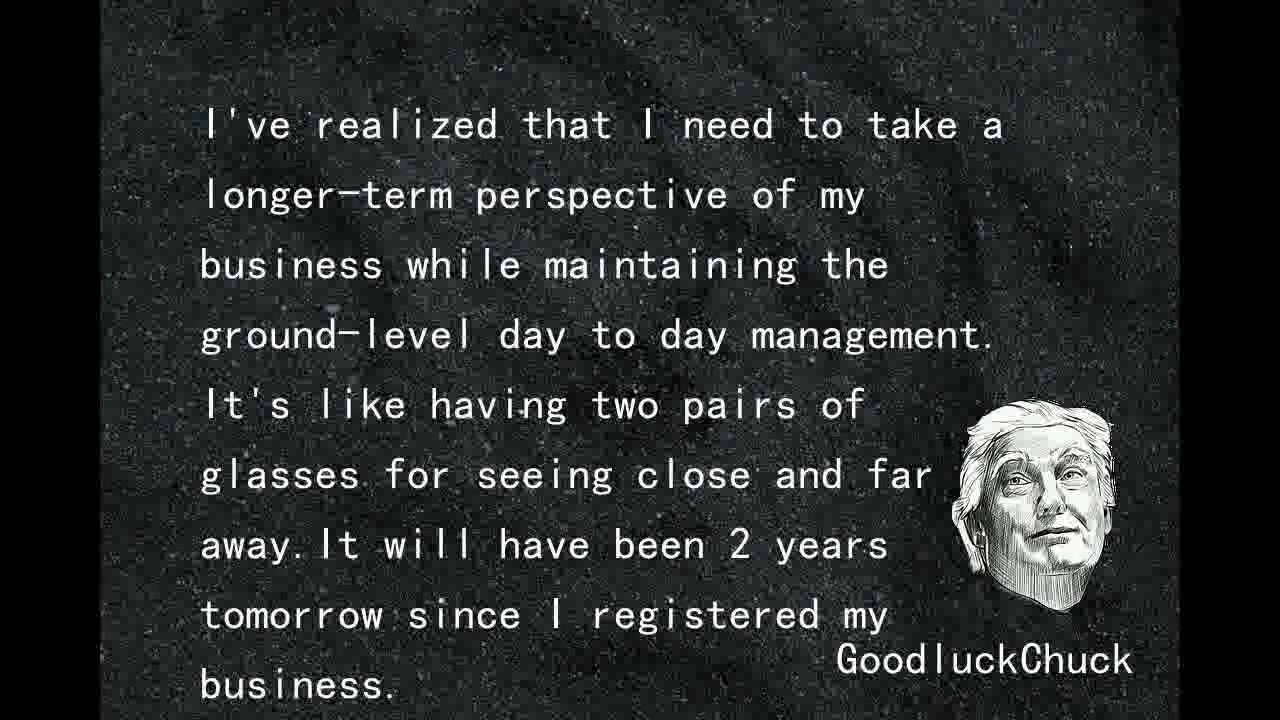 I've realized that I need to take a
longer-term perspective of my
business while maintaining the
ground-level day to day management.
It's like having two pairs of
glasses for seeing close and far
away.It will have been 2 years
tomorrow since I registered my
business.
GoodluckChuck